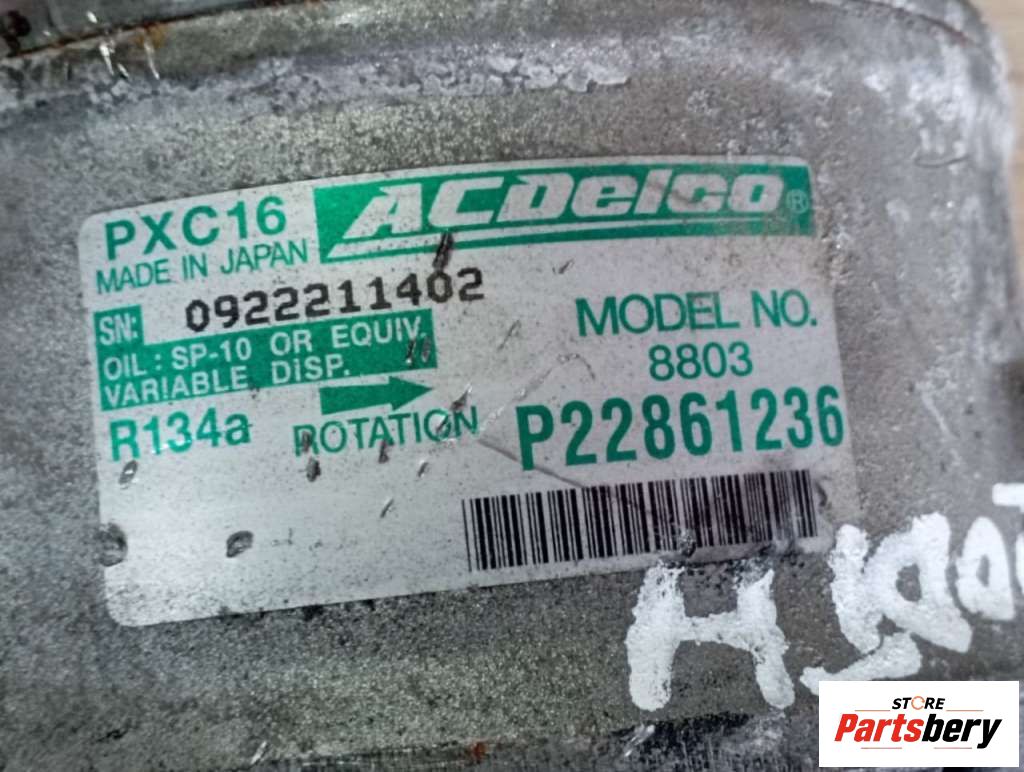 PXC16
ACDelco®
MADE IN JAPAN
SN: 0922211402
OIL: SP-10 OR EQUIV.
VARIABLE DISP.
MODEL NO.
8803
R134a
ROTATION
P22861236
STORE
Partsbery